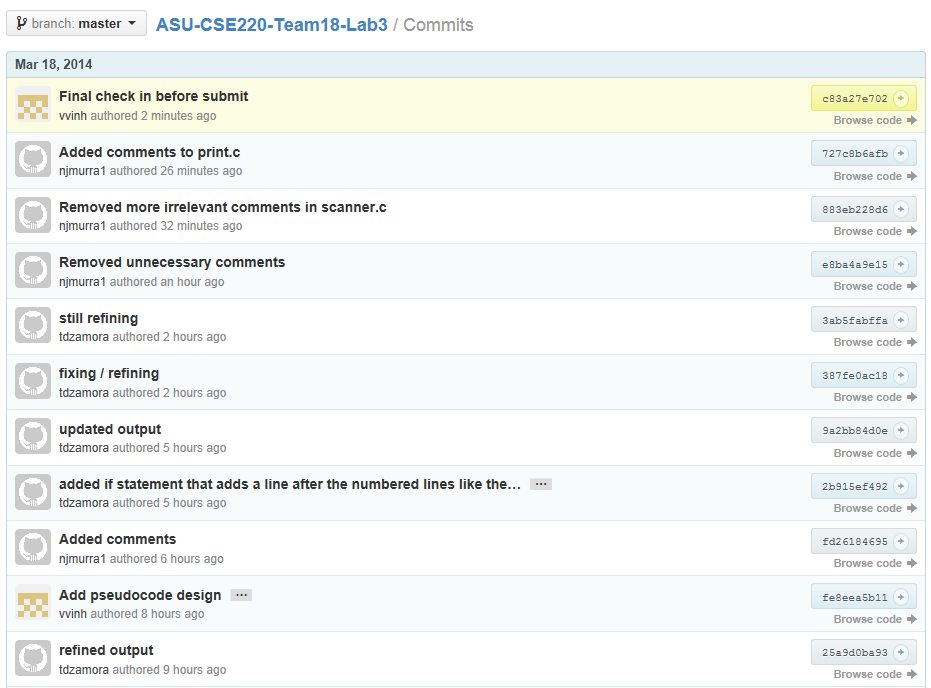 branch: master ASU-CSE220-Team18-Lab3 / Commits
Mar 18, 2014
Final check in before submit
c83a27e702
vvinh authored 2 minutes ago
Browse code
Added comments to print.c
727c8b6afb
njmurra1 authored 26 minutes ago
Browse code
Removed more irrelevant comments in scanner.c
883eb228d6
njmurra1 authored 32 minutes ago
Browse code
Removed unnecessary comments
e8ba4a9e15
njmurra1 authored an hour ago
Browse code
still refining
3ab5fabffa
tdzamora authored 2 hours ago
Browse code
fixing / refining
387fe0ac18
tdzamora authored 2 hours ago
Browse code
updated output
9a2bb84d0e
tdzamora authored 5 hours ago
Browse code
added if statement that adds a line after the numbered lines like the… …
2b915ef492
tdzamora authored 5 hours ago
Browse code
Added comments
fd26184695
njmurra1 authored 6 hours ago
Browse code
Add pseudocode design …
fe8eea5b11
vvinh authored 8 hours ago
Browse code
refined output
25a9d0ba93
tdzamora authored 9 hours ago
Browse code